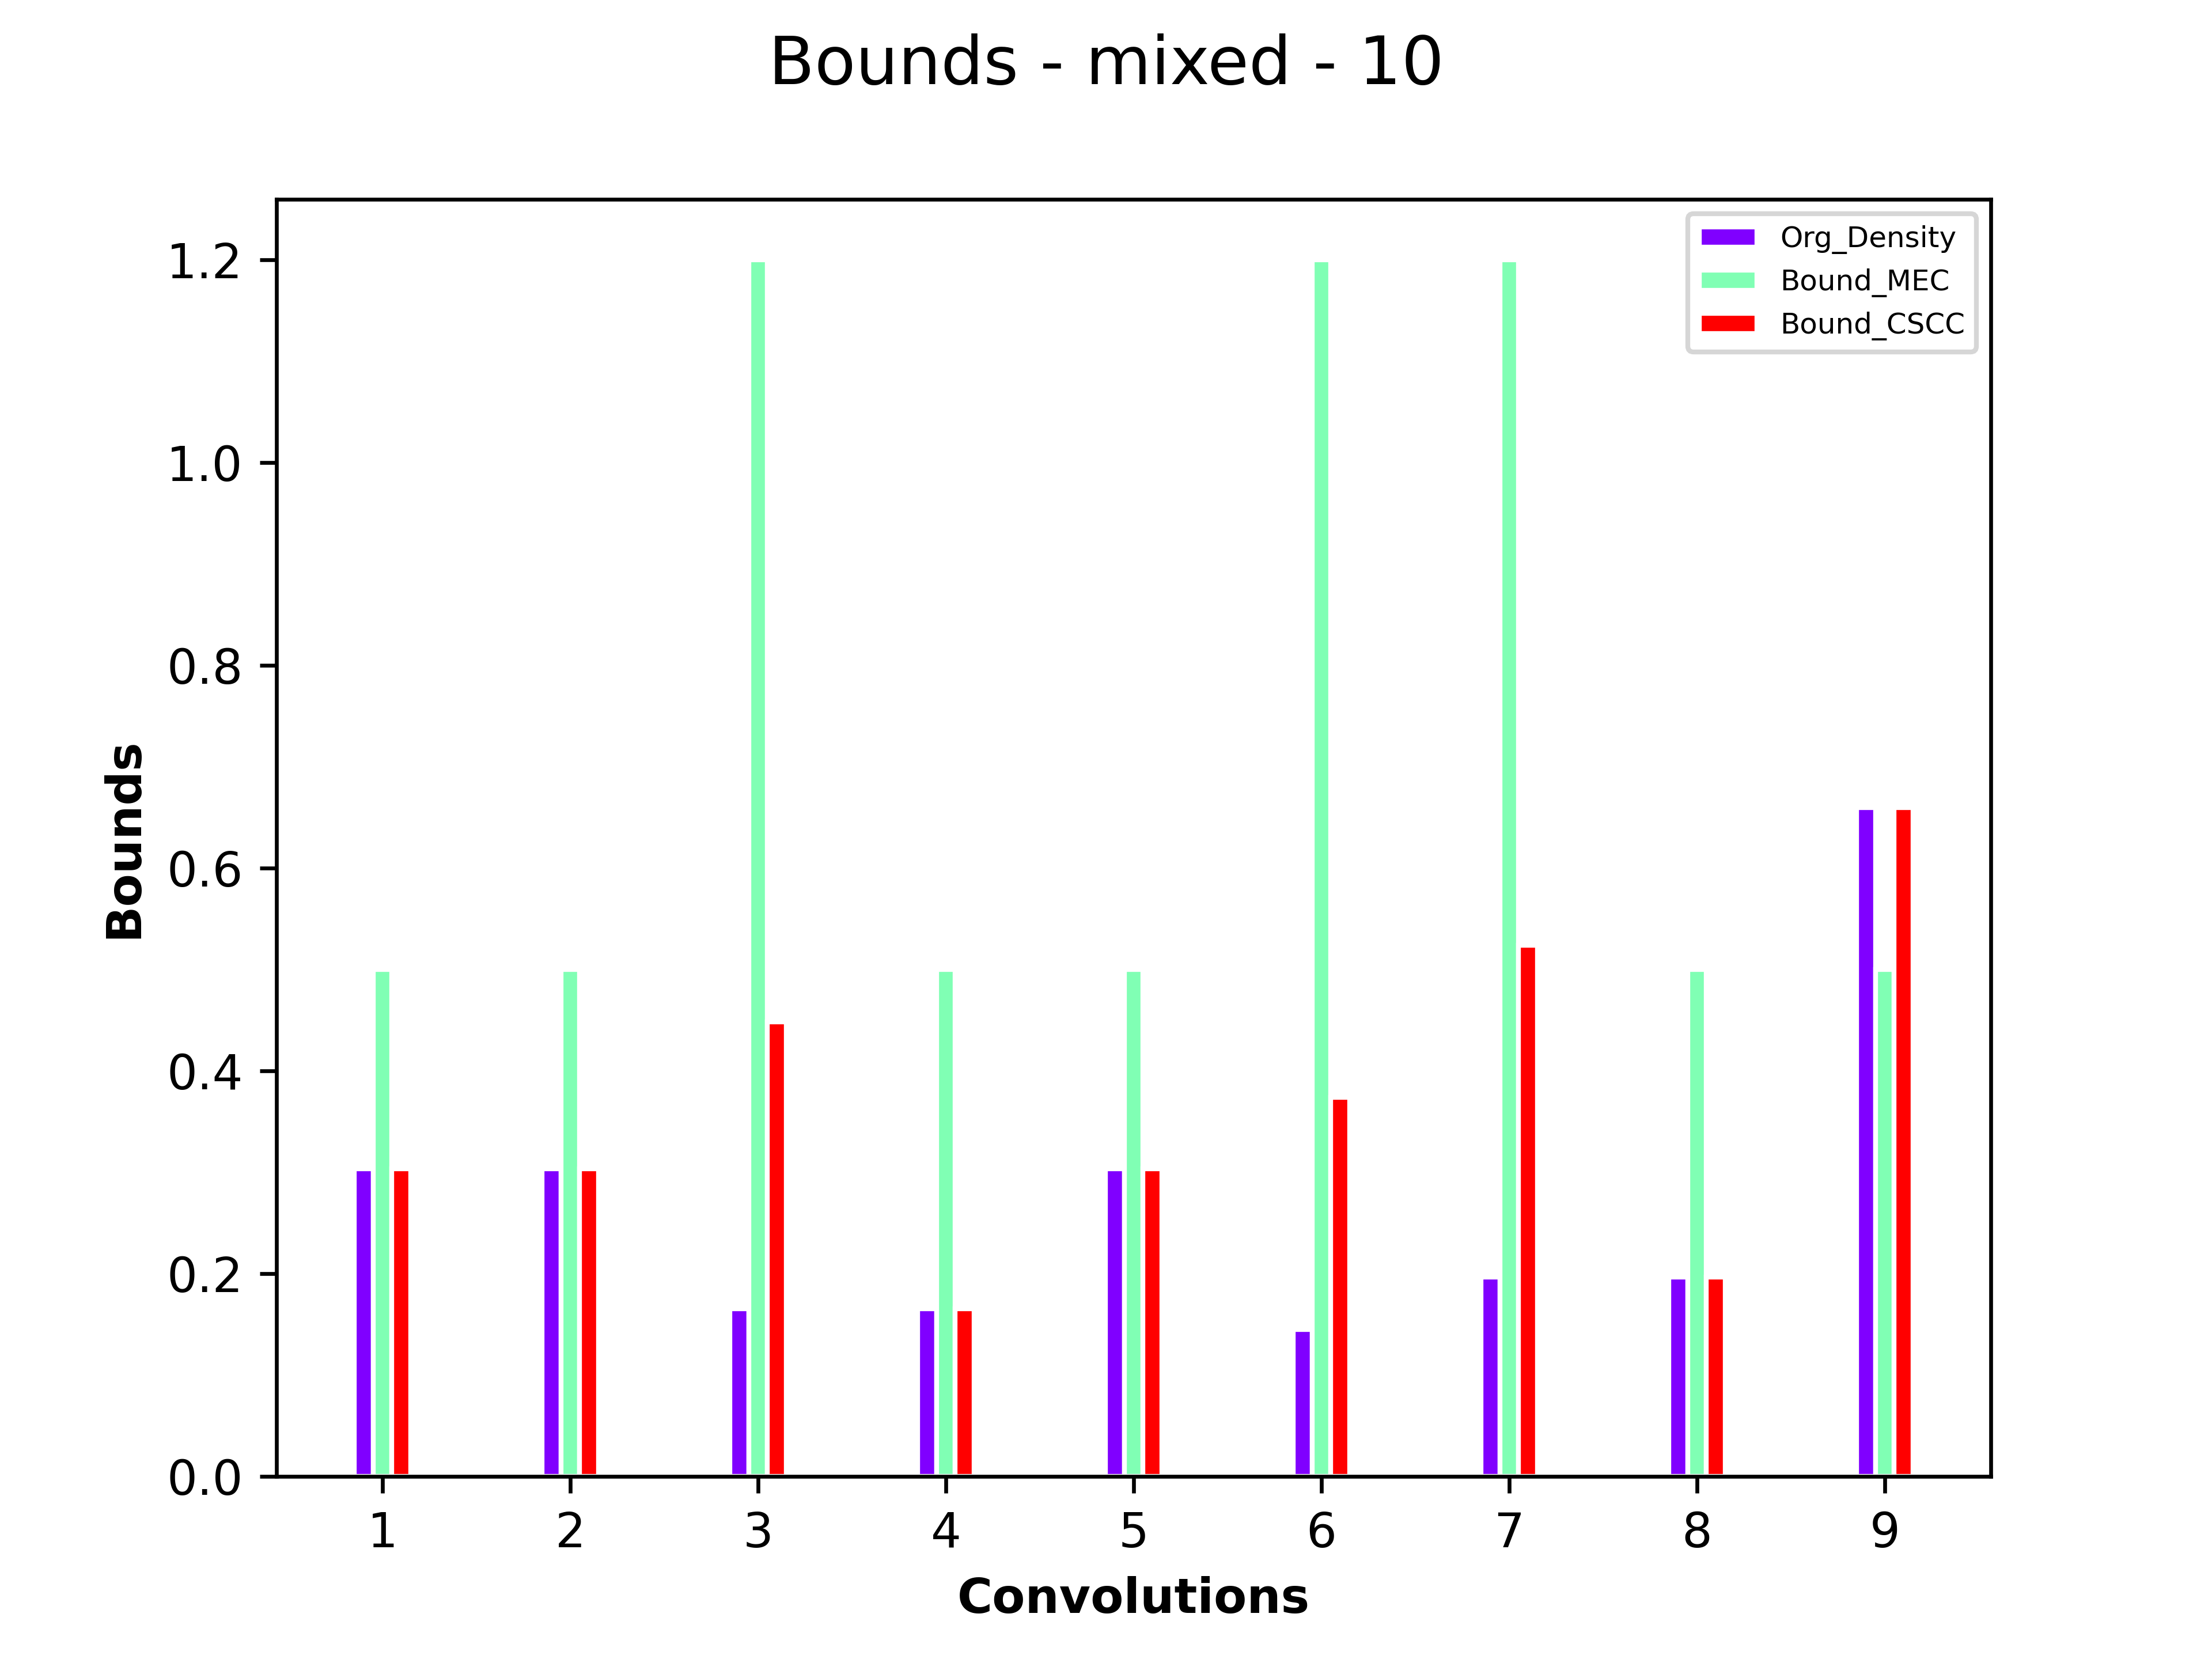 Bounds - mixed - 10
Org_Density
Bound_MEC
Bound_CSCC
1.2
1.0
0.8
0.6
0.4
0.2
0.0
Bounds
1 2 3 4 5 6 7 8 9
Convolutions